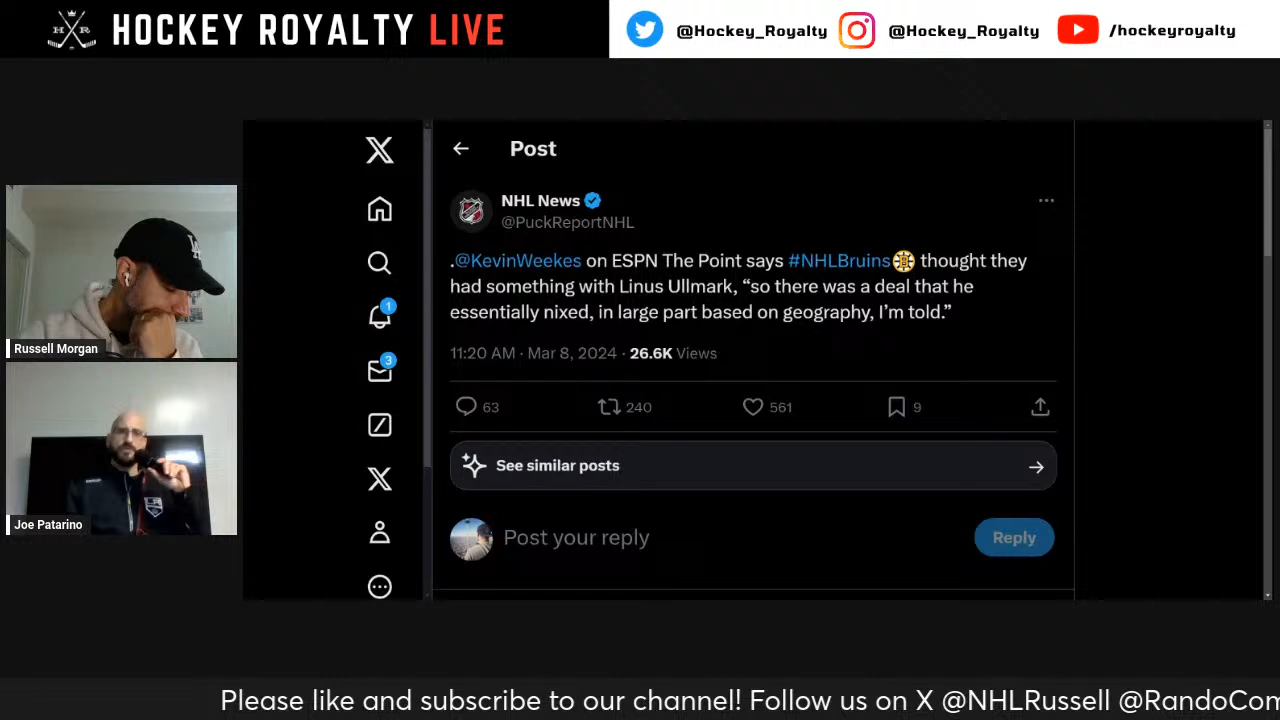 HOCKEY ROYALTY LIVE
@Hockey_Royalty
@Hockey_Royalty
/hockeyroyalty
Post
NHL News
@PuckReportNHL
.@KevinWeekes on ESPN The Point says #NHLBruins thought they
had something with Linus Ullmark, “so there was a deal that he
essentially nixed, in large part based on geography, I’m told.”
11:20 AM · Mar 8, 2024 · 26.6K Views
63 240 561 9
See similar posts
Post your reply
Reply
1
3
Russell Morgan
Joe Patarino
Please like and subscribe to our channel! Follow us on X @NHLRussell @RandoCom